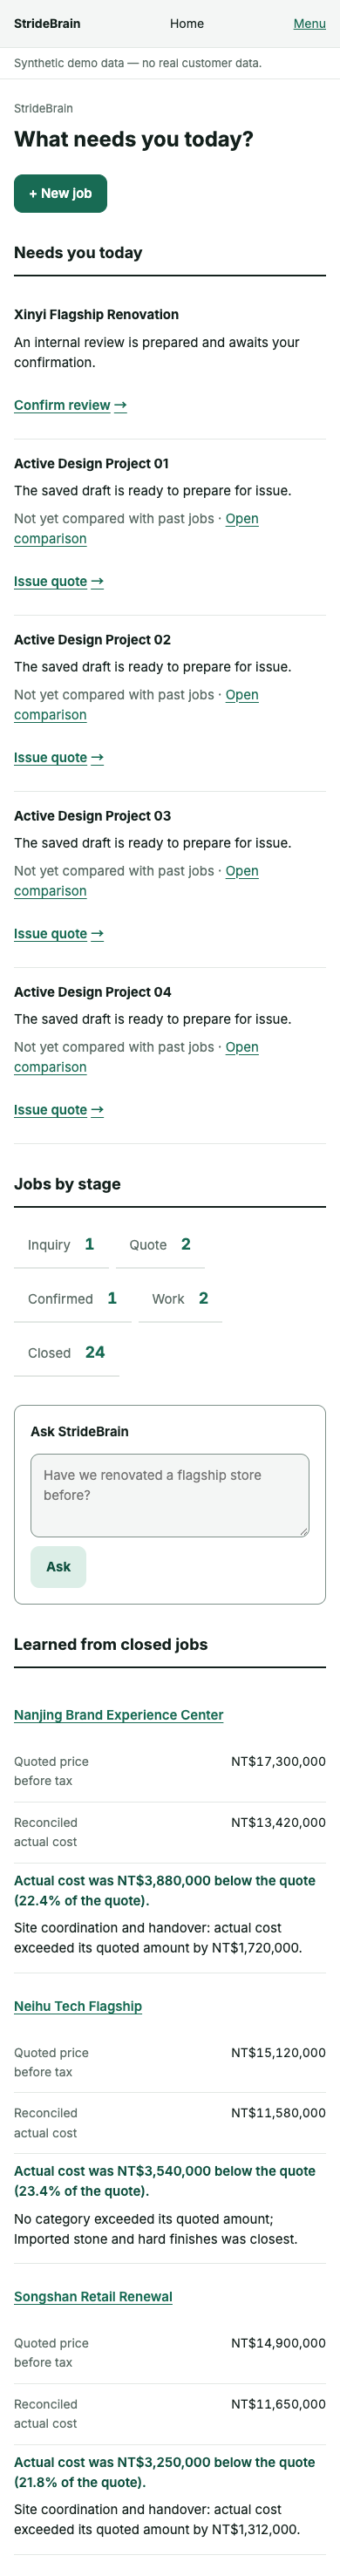 StrideBrain
Home
Menu
Synthetic demo data — no real customer data.
StrideBrain
What needs you today?
+ New job
Needs you today
Xinyi Flagship Renovation
An internal review is prepared and awaits your
confirmation.
Confirm review →
Active Design Project 01
The saved draft is ready to prepare for issue.
Not yet compared with past jobs · Open
comparison
Issue quote →
Active Design Project 02
The saved draft is ready to prepare for issue.
Not yet compared with past jobs · Open
comparison
Issue quote →
Active Design Project 03
The saved draft is ready to prepare for issue.
Not yet compared with past jobs · Open
comparison
Issue quote →
Active Design Project 04
The saved draft is ready to prepare for issue.
Not yet compared with past jobs · Open
comparison
Issue quote →
Jobs by stage
Inquiry 1 Quote 2
Confirmed 1 Work 2
Closed 24
Ask StrideBrain
Have we renovated a flagship store
before?
Ask
Learned from closed jobs
Nanjing Brand Experience Center
Quoted price NT$17,300,000
before tax
Reconciled NT$13,420,000
actual cost
Actual cost was NT$3,880,000 below the quote
(22.4% of the quote).
Site coordination and handover: actual cost
exceeded its quoted amount by NT$1,720,000.
Neihu Tech Flagship
Quoted price NT$15,120,000
before tax
Reconciled NT$11,580,000
actual cost
Actual cost was NT$3,540,000 below the quote
(23.4% of the quote).
No category exceeded its quoted amount;
Imported stone and hard finishes was closest.
Songshan Retail Renewal
Quoted price NT$14,900,000
before tax
Reconciled NT$11,650,000
actual cost
Actual cost was NT$3,250,000 below the quote
(21.8% of the quote).
Site coordination and handover: actual cost
exceeded its quoted amount by NT$1,312,000.